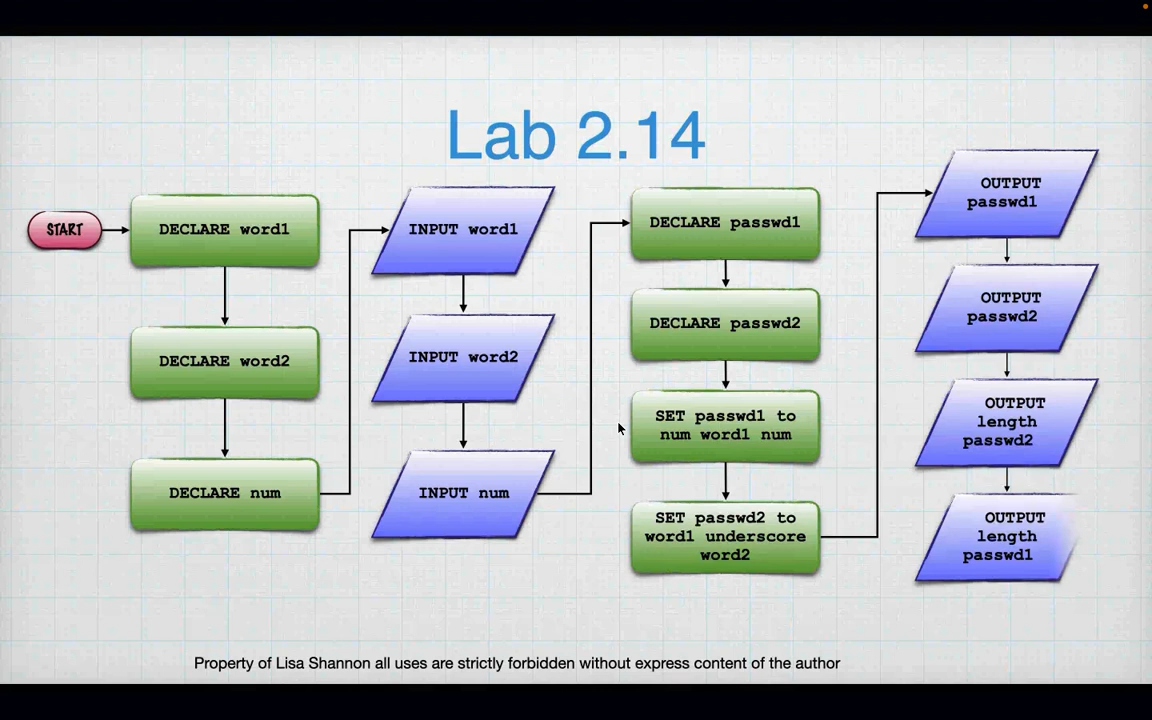 Lab 2.14
START
DECLARE word1
DECLARE word2
DECLARE num
INPUT word1
INPUT word2
INPUT num
DECLARE passwd1
DECLARE passwd2
SET passwd1 to
num word1 num
SET passwd2 to
word1 underscore
word2
OUTPUT
passwd1
OUTPUT
passwd2
OUTPUT
length
passwd2
OUTPUT
length
passwd1
Property of Lisa Shannon all uses are strictly forbidden without express content of the author